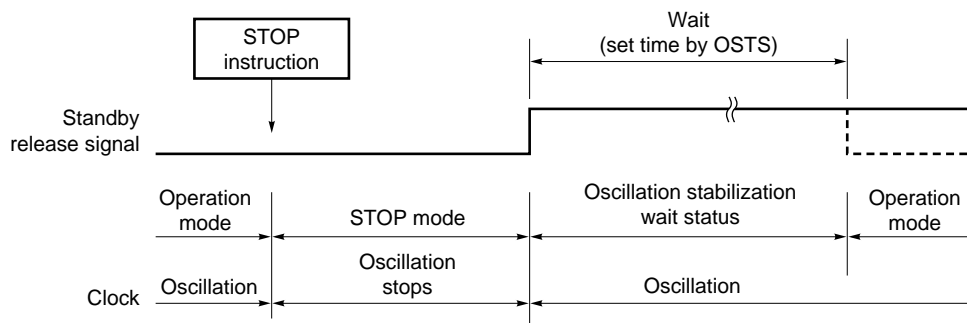 Wait
(set time by OSTS)
STOP
instruction
Standby
release signal
Operation
mode
STOP mode
Oscillation stabilization
wait status
Operation
mode
Clock
Oscillation
Oscillation
stops
Oscillation